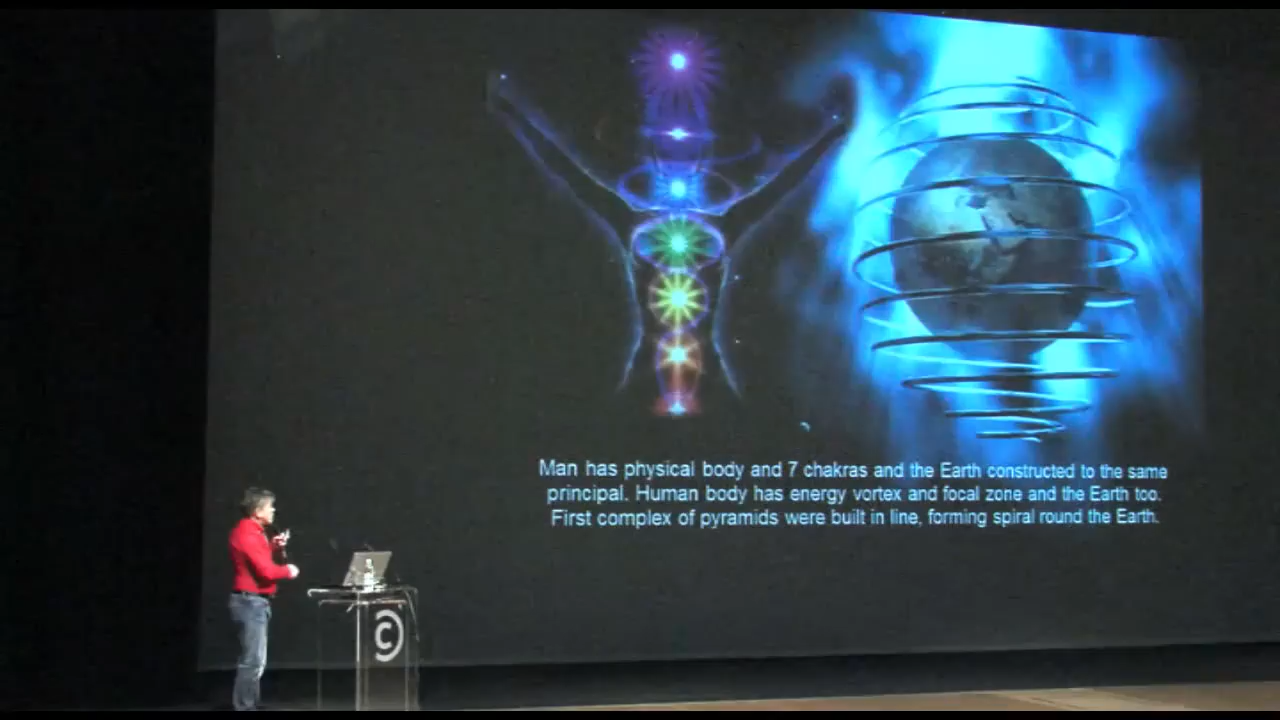 Man has physical body and 7 chakras and the Earth constructed to the same
principal. Human body has energy vortex and focal zone and the Earth too.
First complex of pyramids were built in line, forming spiral round the Earth.